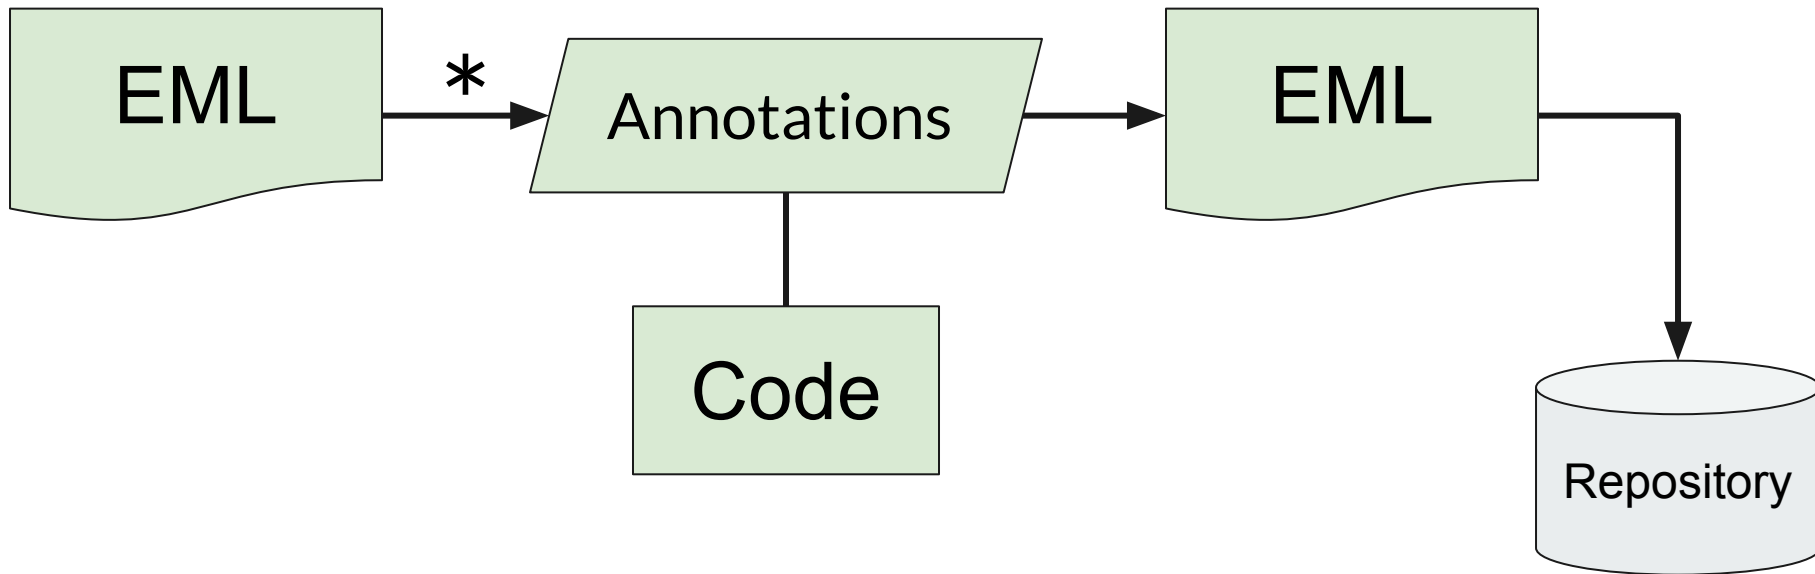 EML
*
Annotations
EML
Code
Repository